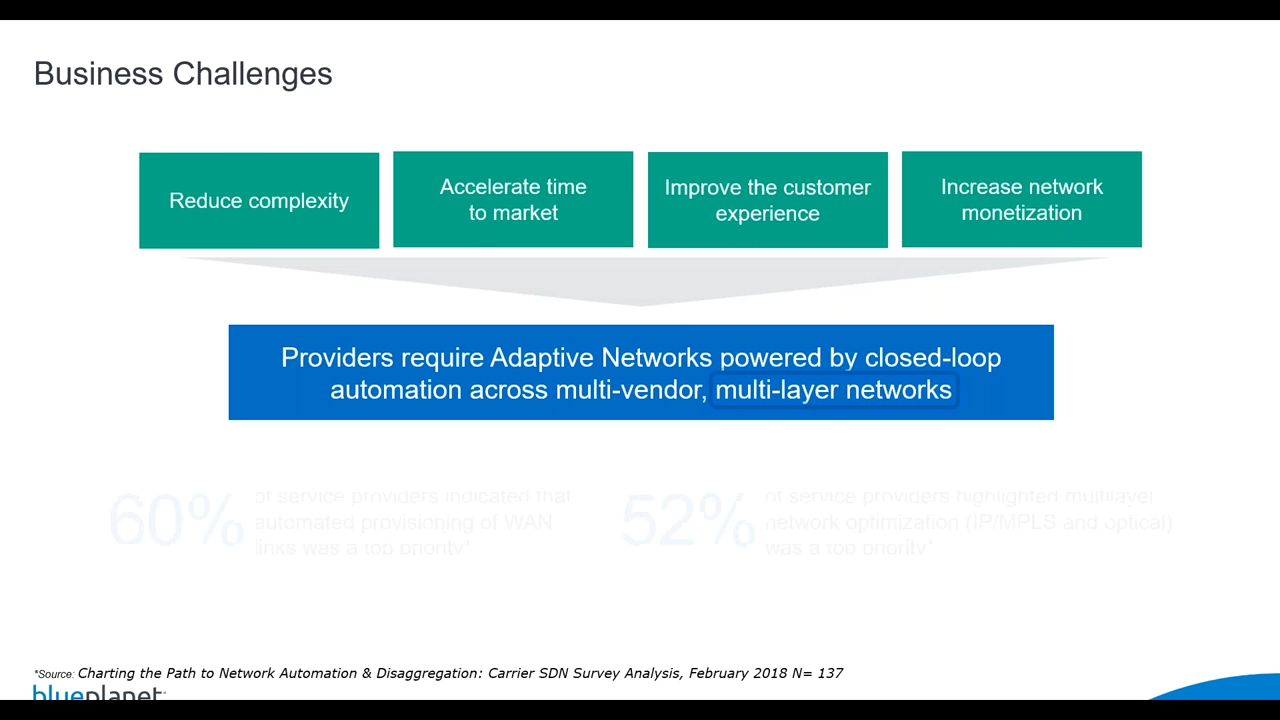 Business Challenges
Reduce complexity
Accelerate time
to market
Improve the customer
experience
Increase network
monetization
Providers require Adaptive Networks powered by closed-loop
automation across multi-vendor, multi-layer networks
60%
of service providers indicated that
automated provisioning of WAN
links was a top priority*
52%
of service providers highlighted multilayer
network optimization (IP/MPLS and optical)
was a top priority*
*Source: Charting the Path to Network Automation & Disaggregation: Carrier SDN Survey Analysis, February 2018 N= 137
blueplanet